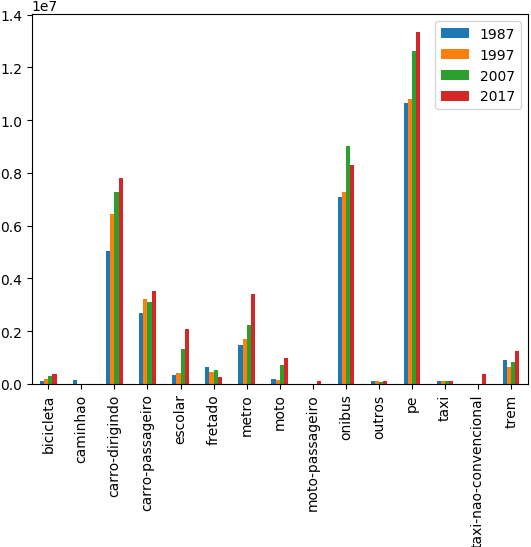 1e7
1.4
1.2
1.0
0.8
0.6
0.4
0.2
0.0
1987
1997
2007
2017
bicicleta
caminhao
carro-dirigindo
carro-passageiro
escolar
fretado
metro
moto
moto-passageiro
onibus
outros
pe
taxi
taxi-nao-convencional
trem